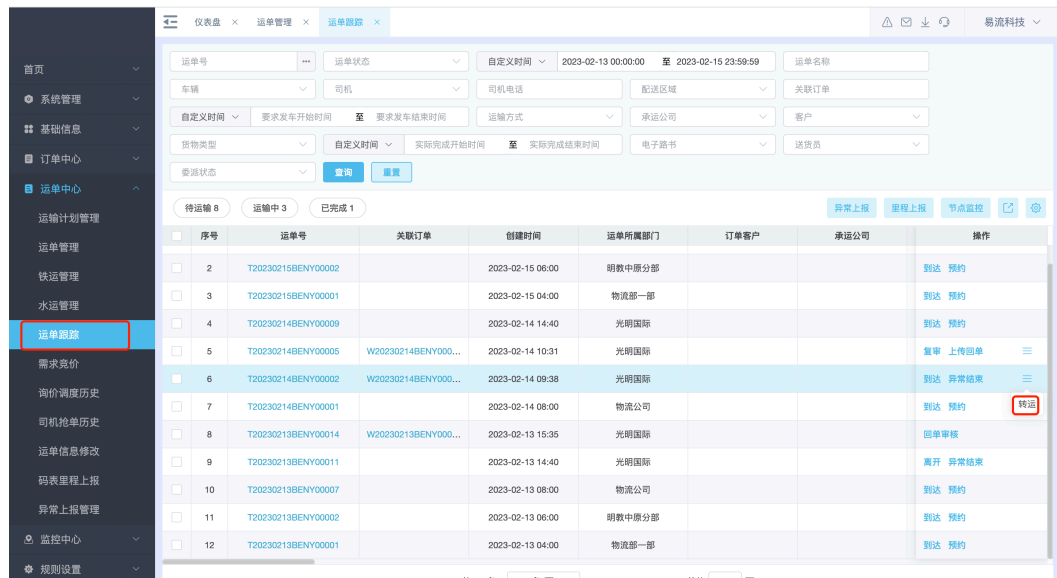 仪表盘 × 运单管理 × 运单跟踪 × 易流科技
首页
系统管理
基础信息
订单中心
运单中心
运输计划管理
运单管理
铁运管理
水运管理
运单跟踪
需求竞价
询价调度历史
司机抢单历史
运单信息修改
码表里程上报
异常上报管理
监控中心
规则设置
运单号 ··· 运单状态 自定义时间 2023-02-13 00:00:00 至 2023-02-15 23:59:59 运单名称
车辆 司机 司机电话 配送区域 关联订单
自定义时间 要求发车开始时间 至 要求发车结束时间 运输方式 承运公司 客户
货物类型 自定义时间 实际完成开始时间 至 实际完成结束时间 电子路书 送货员
委派状态 查询 重置
待运输 8 运输中 3 已完成 1 异常上报 里程上报 节点监控
序号 运单号 关联订单 创建时间 运单所属部门 订单客户 承运公司 操作
2 T20230215BENY00002 2023-02-15 06:00 明教中原分部 到达 预约
3 T20230215BENY00001 2023-02-15 04:00 物流部一部 到达 预约
4 T20230214BENY00009 2023-02-14 14:40 光明国际 到达 预约
5 T20230214BENY00005 W20230214BENY000... 2023-02-14 10:31 光明国际 复审 上传回单
6 T20230214BENY00002 W20230214BENY000... 2023-02-14 09:38 光明国际 到达 异常结束
转运
7 T20230214BENY00001 2023-02-14 08:00 物流公司 到达 预约
8 T20230213BENY00014 W20230213BENY000... 2023-02-13 15:35 光明国际 回单审核
9 T20230213BENY00011 2023-02-13 14:40 光明国际 离开 异常结束
10 T20230213BENY00007 2023-02-13 08:00 物流公司 到达 预约
11 T20230213BENY00002 2023-02-13 06:00 明教中原分部 到达 预约
12 T20230213BENY00001 2023-02-13 04:00 物流部一部 到达 预约